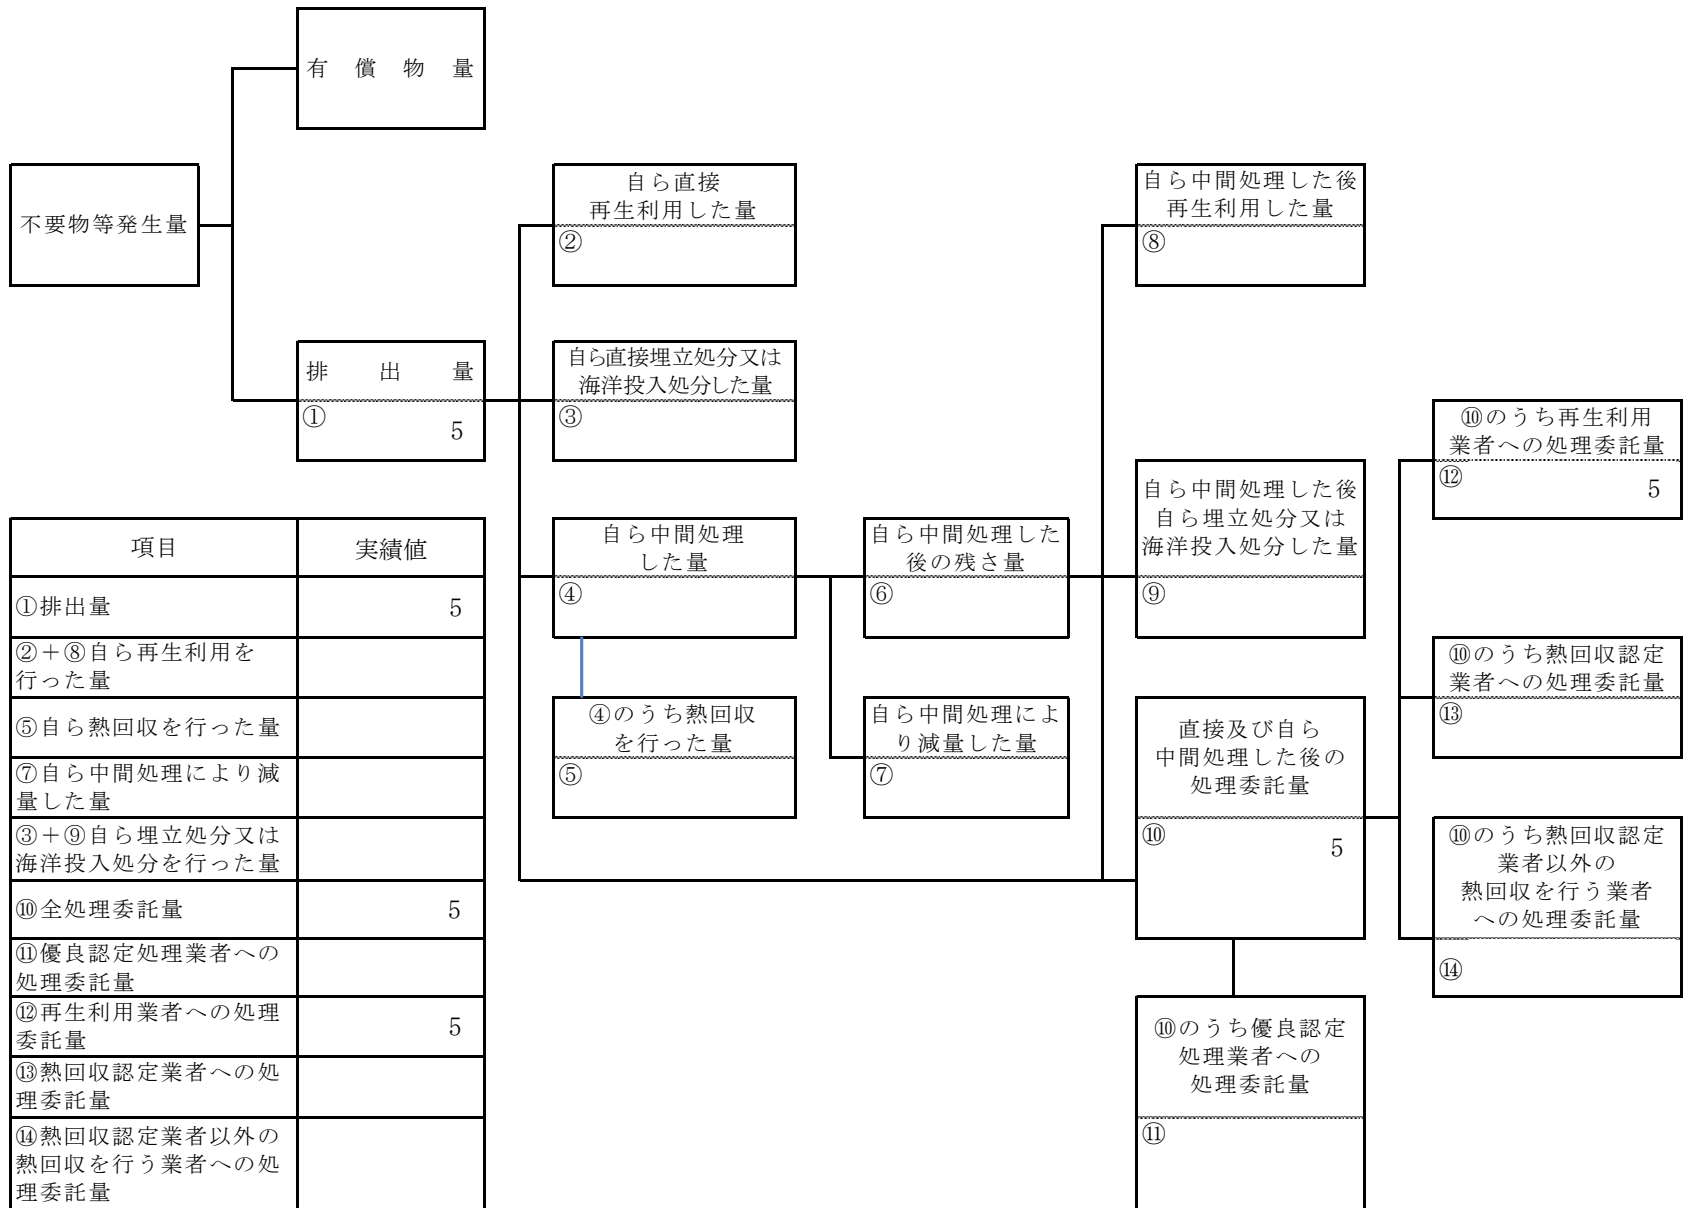 有償物量
不要物等発生量
自ら直接
再生利用した量
②
自ら中間処理した後
再生利用した量
⑧
排出量
①
5
自ら直接埋立処分又は
海洋投入処分した量
③
⑩のうち再生利用
業者への処理委託量
⑫
5
自ら中間処理した後
自ら埋立処分又は
海洋投入処分した量
⑨
自ら中間処理
した量
④
自ら中間処理した
後の残さ量
⑥
⑩のうち熱回収認定
業者への処理委託量
⑬
④のうち熱回収
を行った量
⑤
自ら中間処理によ
り減量した量
⑦
直接及び自ら
中間処理した後の
処理委託量
⑩
5
⑩のうち熱回収認定
業者以外の
熱回収を行う業者
への処理委託量
⑭
⑩のうち優良認定
処理業者への
処理委託量
⑪
項目 実績値
①排出量 5
②+⑧自ら再生利用を
行った量
⑤自ら熱回収を行った量
⑦自ら中間処理により減
量した量
③+⑨自ら埋立処分又は
海洋投入処分を行った量
⑩全処理委託量 5
⑪優良認定処理業者への
処理委託量
⑫再生利用業者への処理
委託量 5
⑬熱回収認定業者への処
理委託量
⑭熱回収認定業者以外の
熱回収を行う業者への処
理委託量